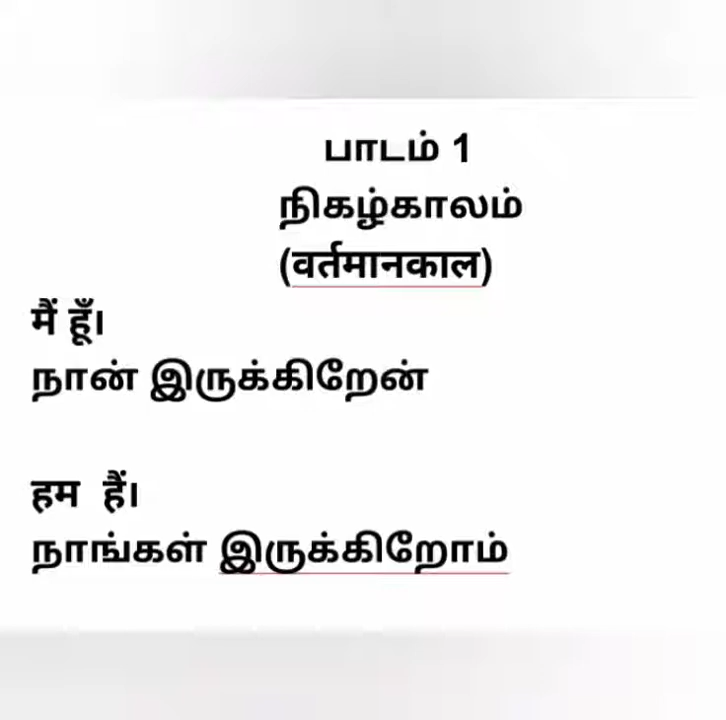 பாடம் 1
நிகழ்காலம்
(वर्तमानकाल)
मैं हूँ।
நான் இருக்கிறேன்
हम हैं।
நாங்கள் இருக்கிறோம்